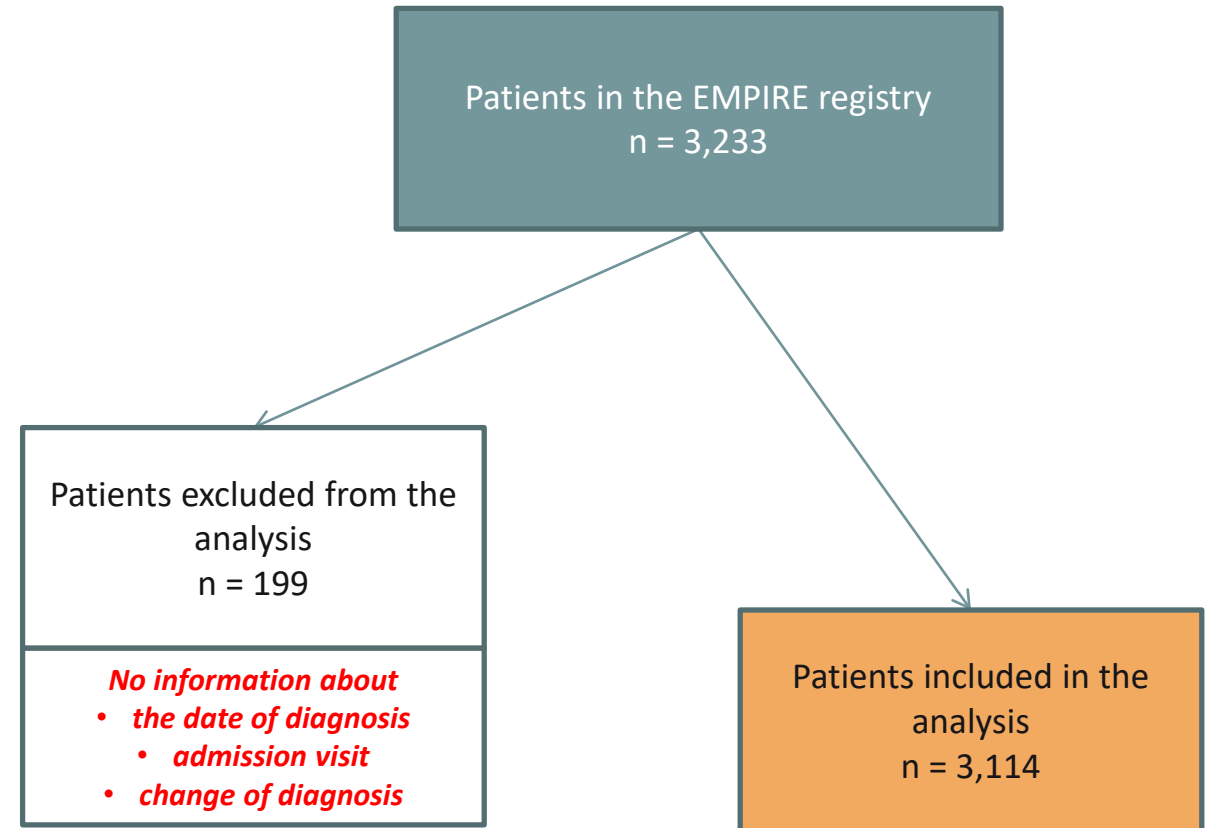 Patients in the EMPIRE registry
n = 3,233
Patients excluded from the
analysis
n = 199
No information about
• the date of diagnosis
• admission visit
• change of diagnosis
Patients included in the
analysis
n = 3,114